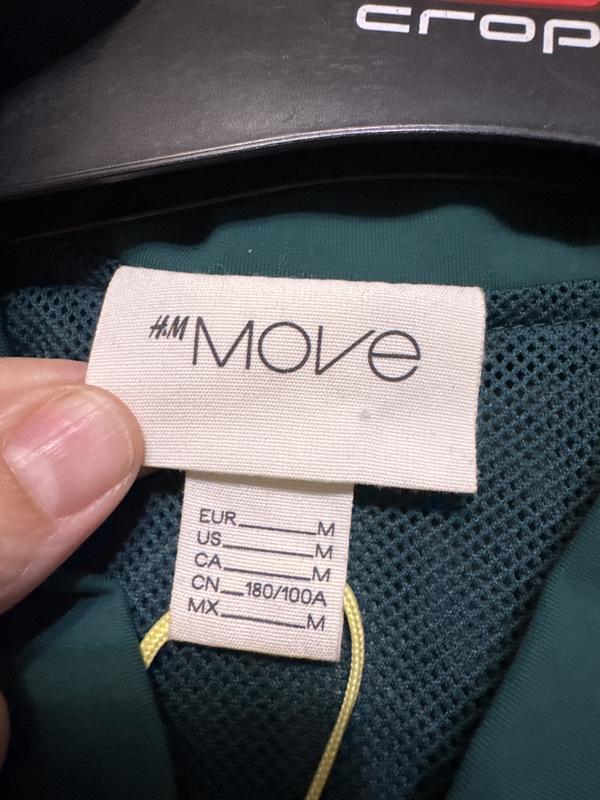 crop
H&M MOVE
EUR M
US M
CA M
CN 180/100A
MX M